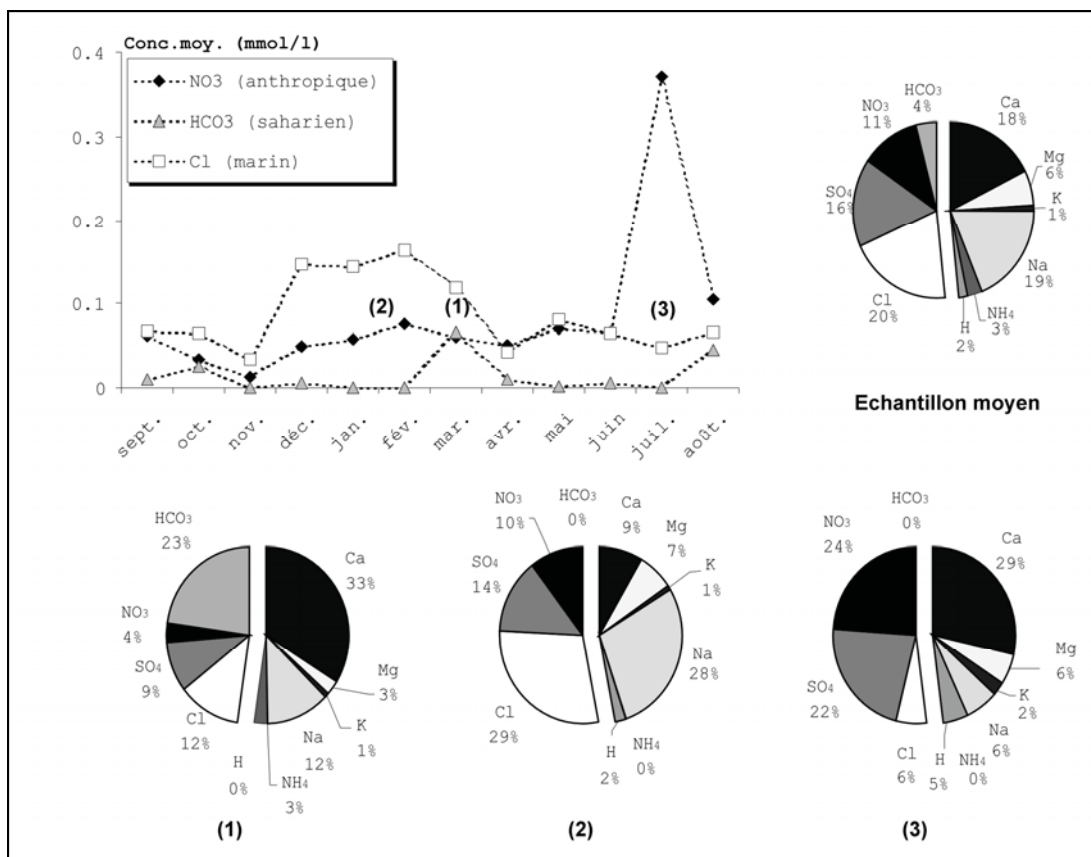 Conc.moy. (mmol/l)
0.4
0.3
0.2
0.1
0
NO3 (anthropique)
HCO3 (saharien)
Cl (marin)
(2)
(1)
(3)
sept.
oct.
nov.
déc.
jan.
fév.
mar.
avr.
mai
juin
juil.
août.
HCO₃
4%
NO₃
11%
SO₄
16%
Cl
20%
Ca
18%
Mg
6%
K
1%
Na
19%
NH₄
3%
H
2%
Echantillon moyen
HCO₃
23%
NO₃
4%
SO₄
9%
Cl
12%
H
0%
Ca
33%
Mg
3%
K
1%
Na
12%
NH₄
3%
(1)
NO₃
10%
HCO₃
0%
SO₄
14%
Cl
29%
Ca
9%
Mg
7%
K
1%
Na
28%
NH₄
0%
H
2%
(2)
HCO₃
0%
NO₃
24%
SO₄
22%
Cl
6%
Ca
29%
Mg
6%
K
2%
Na
6%
NH₄
0%
H
5%
(3)